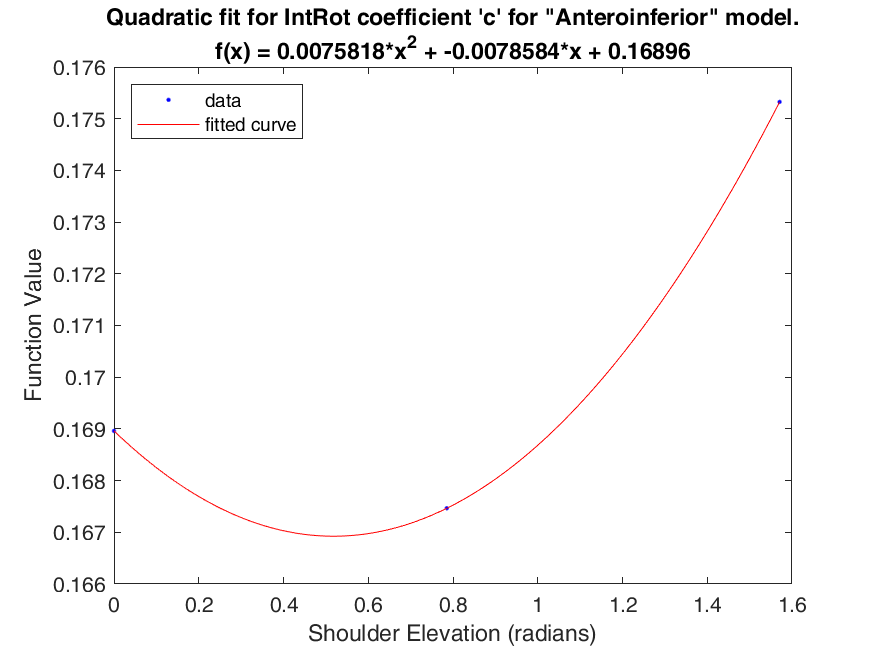 Quadratic fit for IntRot coefficient 'c' for "Anteroinferior" model.
f(x) = 0.0075818*x² + -0.0078584*x + 0.16896
0.176
data
fitted curve
0.175
0.174
0.173
0.172
0.171
0.17
0.169
0.168
0.167
0.166
Function Value
0 0.2 0.4 0.6 0.8 1 1.2 1.4 1.6
Shoulder Elevation (radians)